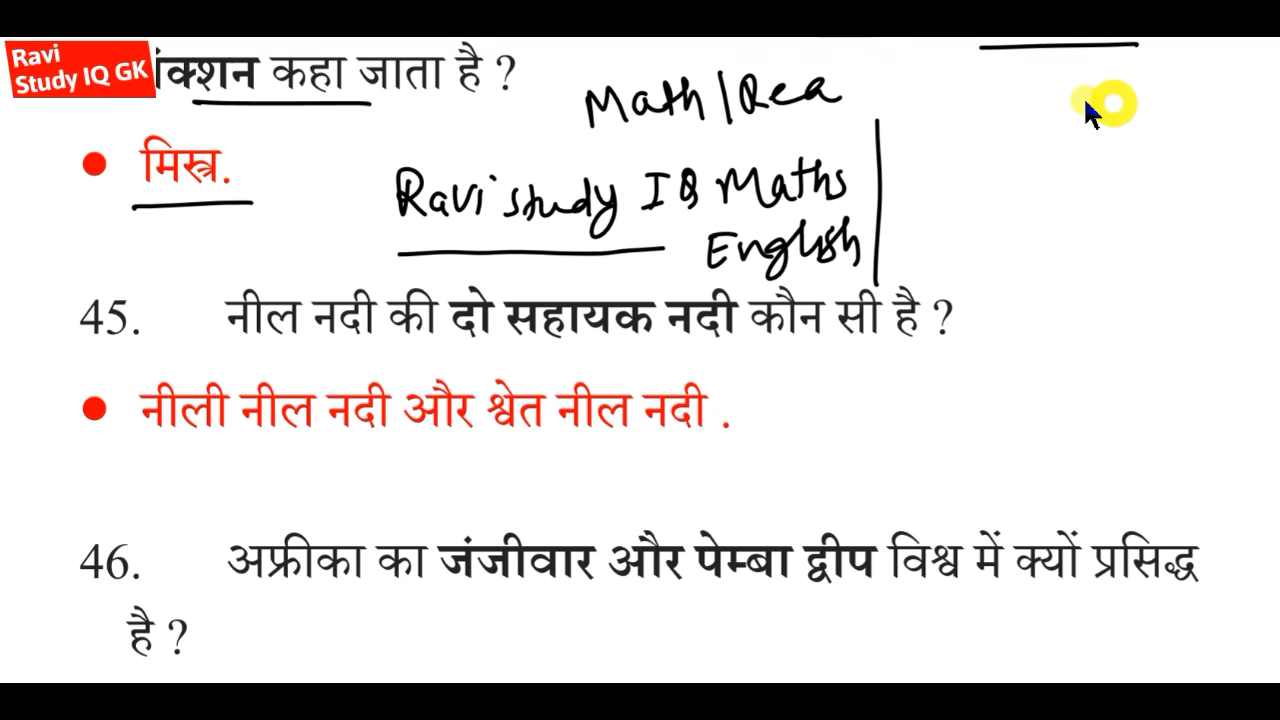 Ravi
Study IQ GK
ंक्शन कहा जाता है ?
Math | Rea
• मिस्त्र.
Ravi study IQ Maths
English
45. नीली नदी की दो सहायक नदी कौन सी है ?
• नीली नील नदी और श्वेत नील नदी .
46. अफ्रीका का जंजीवार और पेम्बा द्वीप विश्व में क्यों प्रसिद्ध
है ?